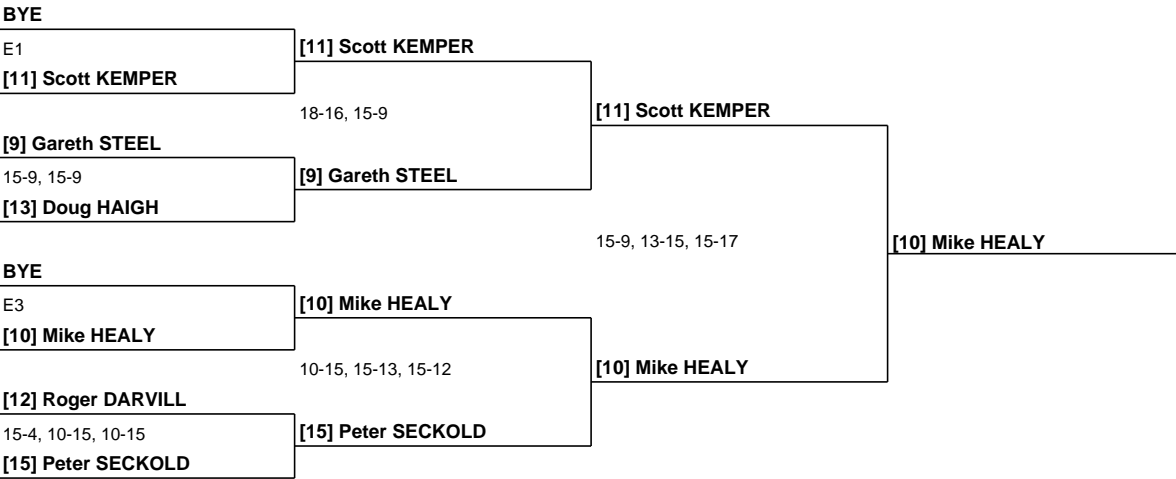 BYE
E1
[11] Scott KEMPER
[11] Scott KEMPER
18-16, 15-9
[11] Scott KEMPER
[9] Gareth STEEL
15-9, 15-9
[9] Gareth STEEL
[13] Doug HAIGH
15-9, 13-15, 15-17
[10] Mike HEALY
BYE
E3
[10] Mike HEALY
[10] Mike HEALY
10-15, 15-13, 15-12
[10] Mike HEALY
[12] Roger DARVILL
15-4, 10-15, 10-15
[15] Peter SECKOLD
[15] Peter SECKOLD